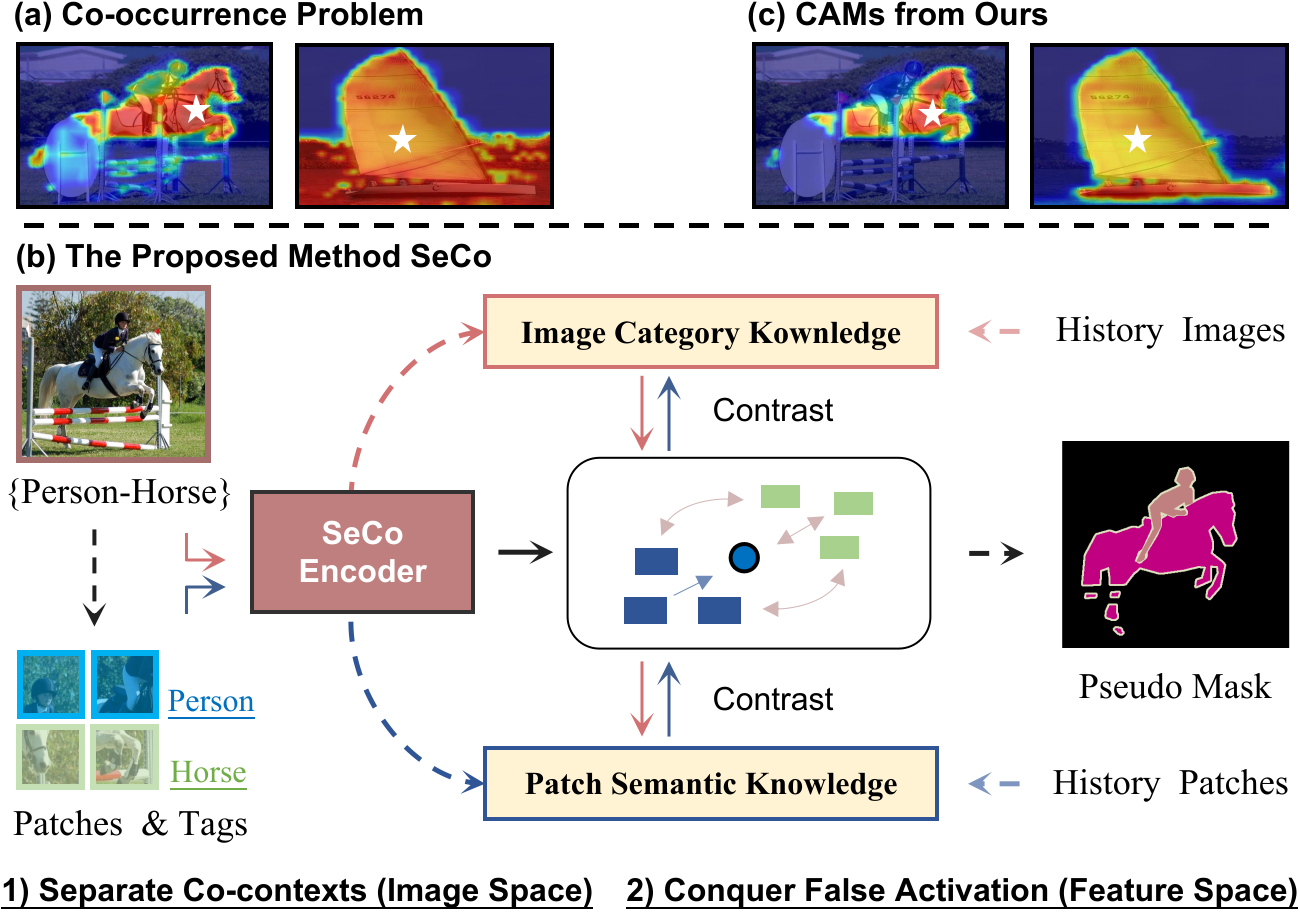 (a) Co-occurrence Problem
(c) CAMs from Ours
S6274
S6274
(b) The Proposed Method SeCo
Image Category Kownledge
History Images
Contrast
{Person-Horse}
SeCo
Encoder
Person
Horse
Patches & Tags
Contrast
Patch Semantic Knowledge
Pseudo Mask
History Patches
1) Separate Co-contexts (Image Space)
2) Conquer False Activation (Feature Space)